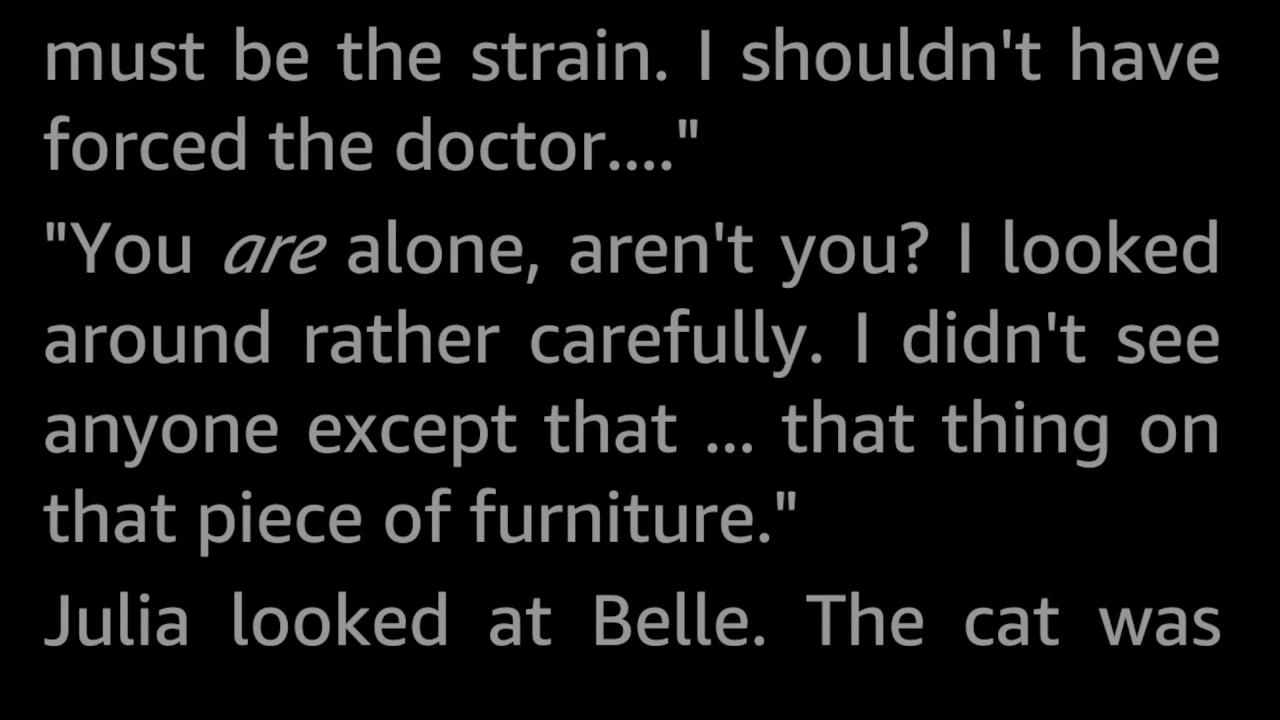 must be the strain. I shouldn't have
forced the doctor...."
"You are alone, aren't you? I looked
around rather carefully. I didn't see
anyone except that ... that thing on
that piece of furniture."
Julia looked at Belle. The cat was